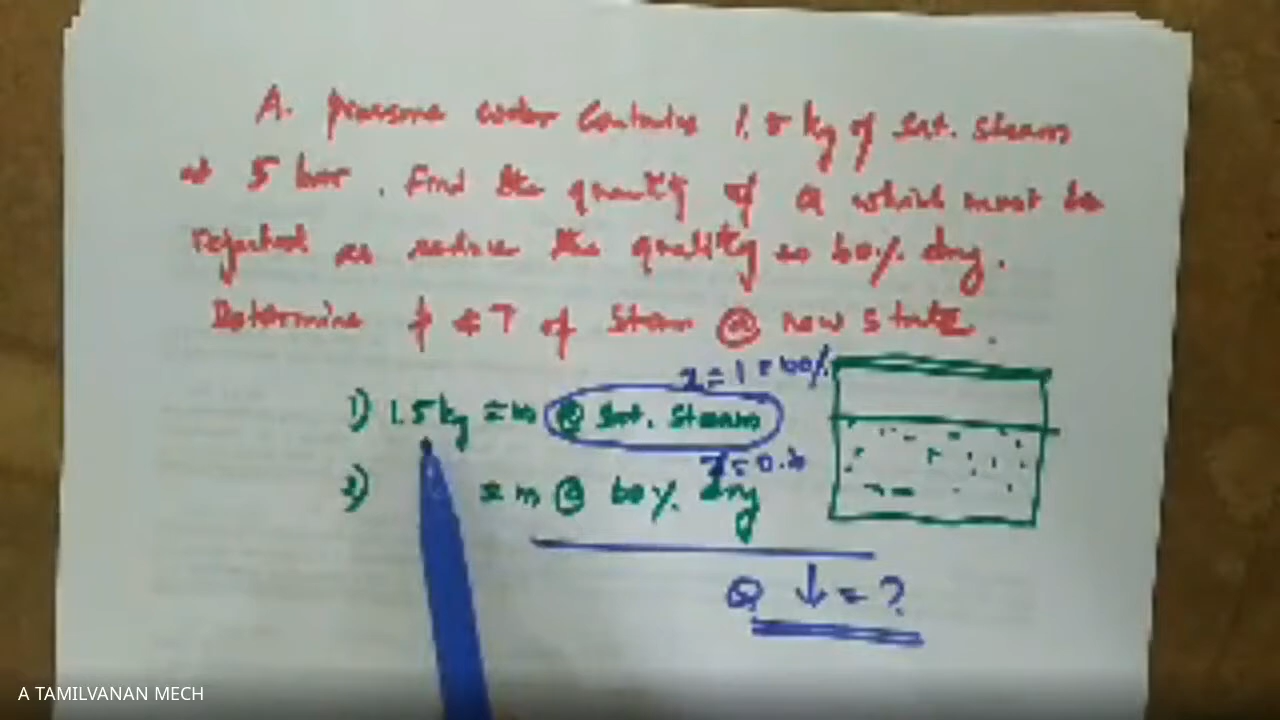 A. pressure cooker contains 1.5 kg of sat. steam
at 5 bar. Find the quantity of Q which must be
rejected so reduce the quality to 60% dry.
Determine p & T of steam @ new state.
x = 1 = 100%
1) 1.5 kg = m @ sat. steam
x = 0.6
2) = m @ 60% dry
Q ↓ = ?
A TAMILVANAN MECH